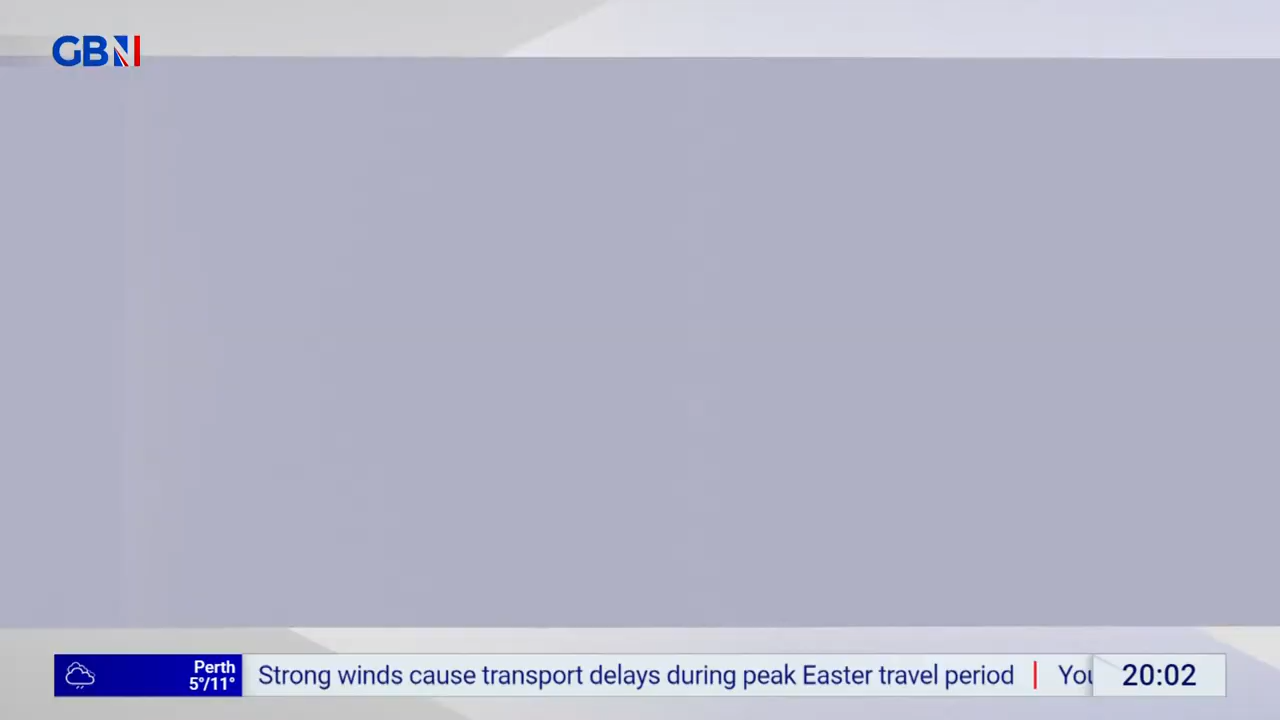 GBN
Perth
5°/11°
Strong winds cause transport delays during peak Easter travel period
20:02